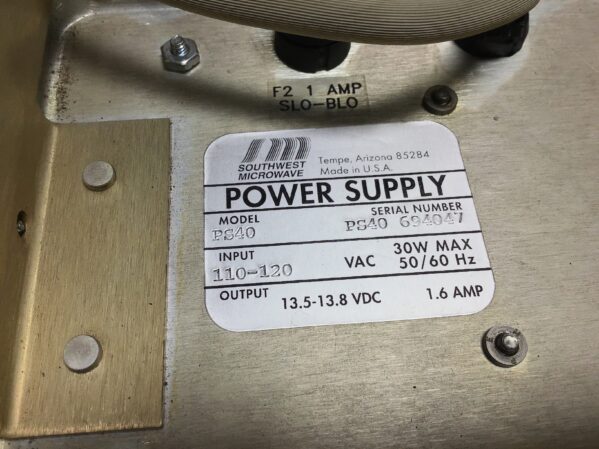 F2 1 AMP
SLO-BLO
SOUTHWEST
MICROWAVE
Tempe, Arizona 85284
Made in U.S.A.
POWER SUPPLY
MODEL SERIAL NUMBER
PS40 PS40 694047
INPUT 30W MAX
110-120 VAC 50/60 Hz
OUTPUT 13.5-13.8 VDC 1.6 AMP